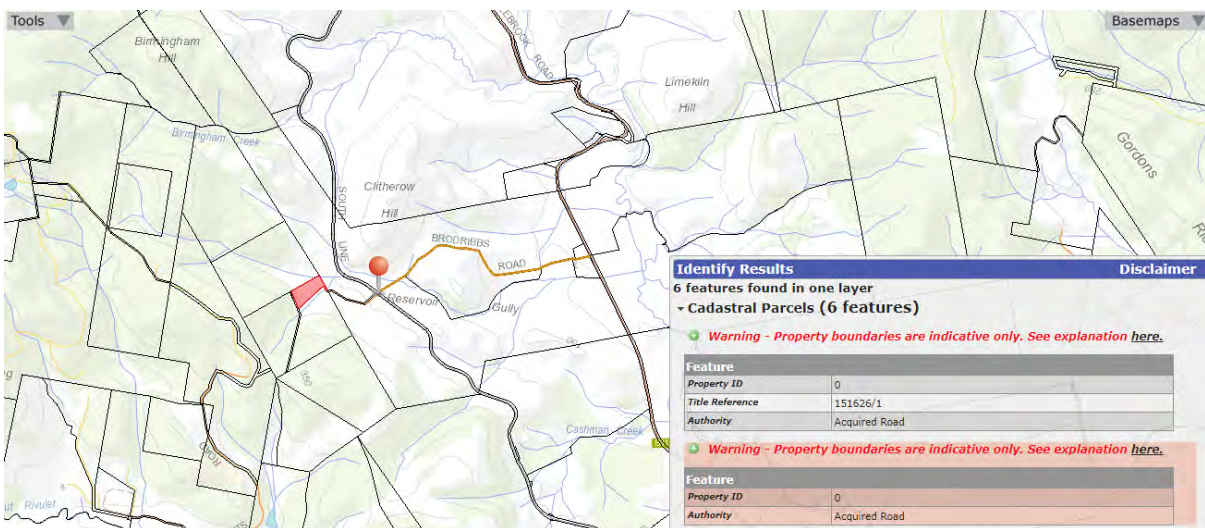 Tools
Basemaps
Birmingham
Hill
EBROOK ROAD
Limekiln
Hill
Birmingham Creek
Gordons
Clitherow
Hill
SOUTH LINE
BRODRIBBS
ROAD
Reservoir
Gully
350
Cashman Creek
ROAD
Rivulet
Identify Results Disclaimer
6 features found in one layer
Cadastral Parcels (6 features)
Warning - Property boundaries are indicative only. See explanation here.
Feature
Property ID 0
Title Reference 151626/1
Authority Acquired Road
Warning - Property boundaries are indicative only. See explanation here.
Feature
Property ID 0
Authority Acquired Road